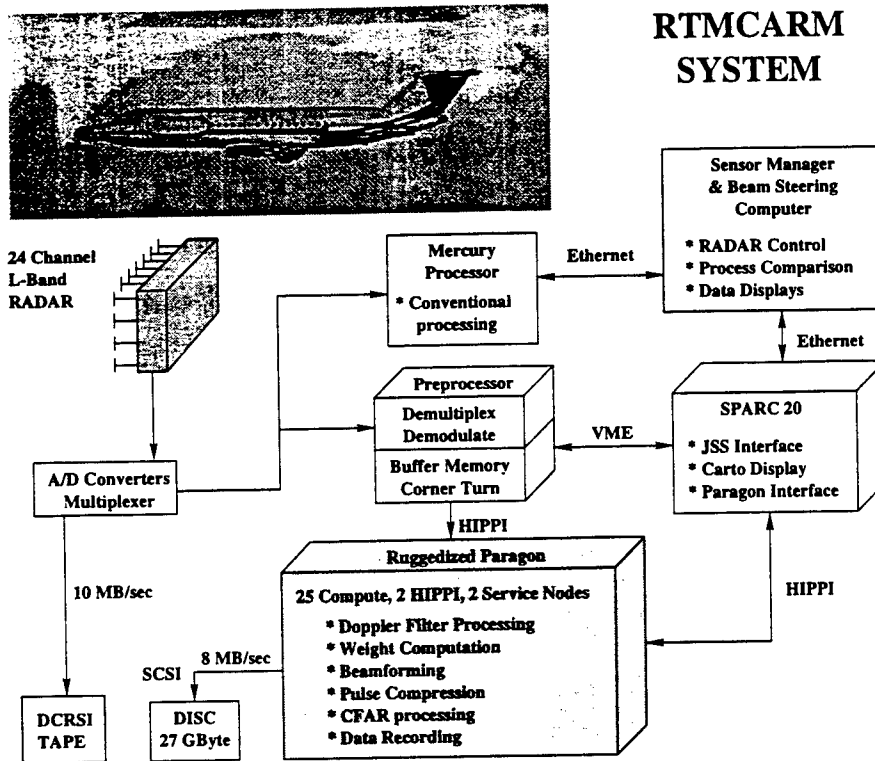 RTMCARM
SYSTEM
24 Channel
L-Band
RADAR
Mercury
Processor
* Conventional
processing
Ethernet
Sensor Manager
& Beam Steering
Computer
* RADAR Control
* Process Comparison
* Data Displays
Ethernet
Preprocessor
Demultiplex
Demodulate
Buffer Memory
Corner Turn
VME
SPARC 20
* JSS Interface
* Carto Display
* Paragon Interface
A/D Converters
Multiplexer
HIPPI
HIPPI
10 MB/sec
Ruggedized Paragon
25 Compute, 2 HIPPI, 2 Service Nodes
* Doppler Filter Processing
* Weight Computation
* Beamforming
* Pulse Compression
* CFAR processing
* Data Recording
SCSI
8 MB/sec
DCRSI
TAPE
DISC
27 GByte